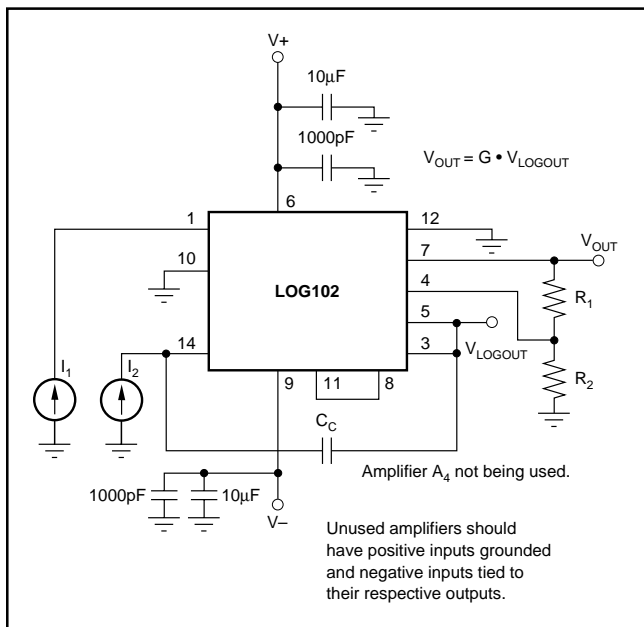 V+
10µF
1000pF
V_OUT = G • V_LOGOUT
6
1
12
7
V_OUT
10
4
R_1
LOG102
5
14
3
V_LOGOUT
R_2
I_1
I_2
9
11
8
C_C
Amplifier A_4 not being used.
1000pF
10µF
V–
Unused amplifiers should
have positive inputs grounded
and negative inputs tied to
their respective outputs.